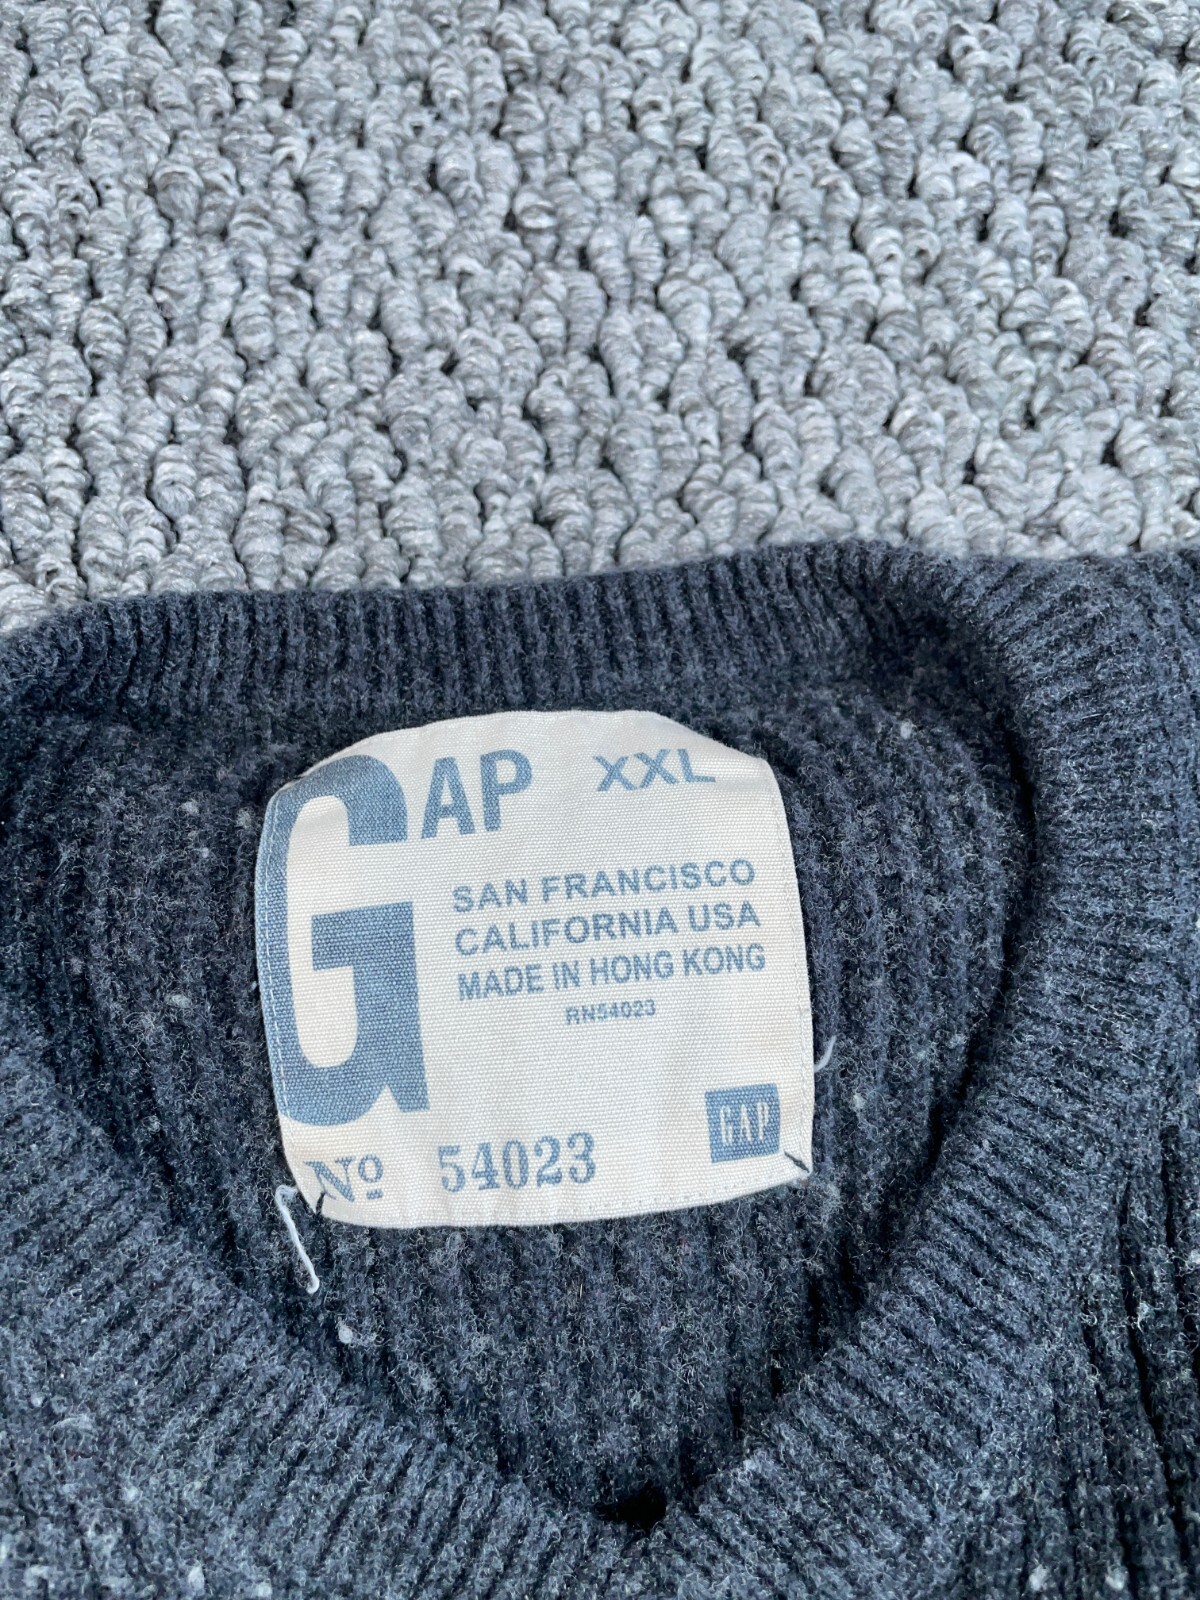 GAP XXL
SAN FRANCISCO
CALIFORNIA USA
MADE IN HONG KONG
RN54023
GAP
Nº 54023